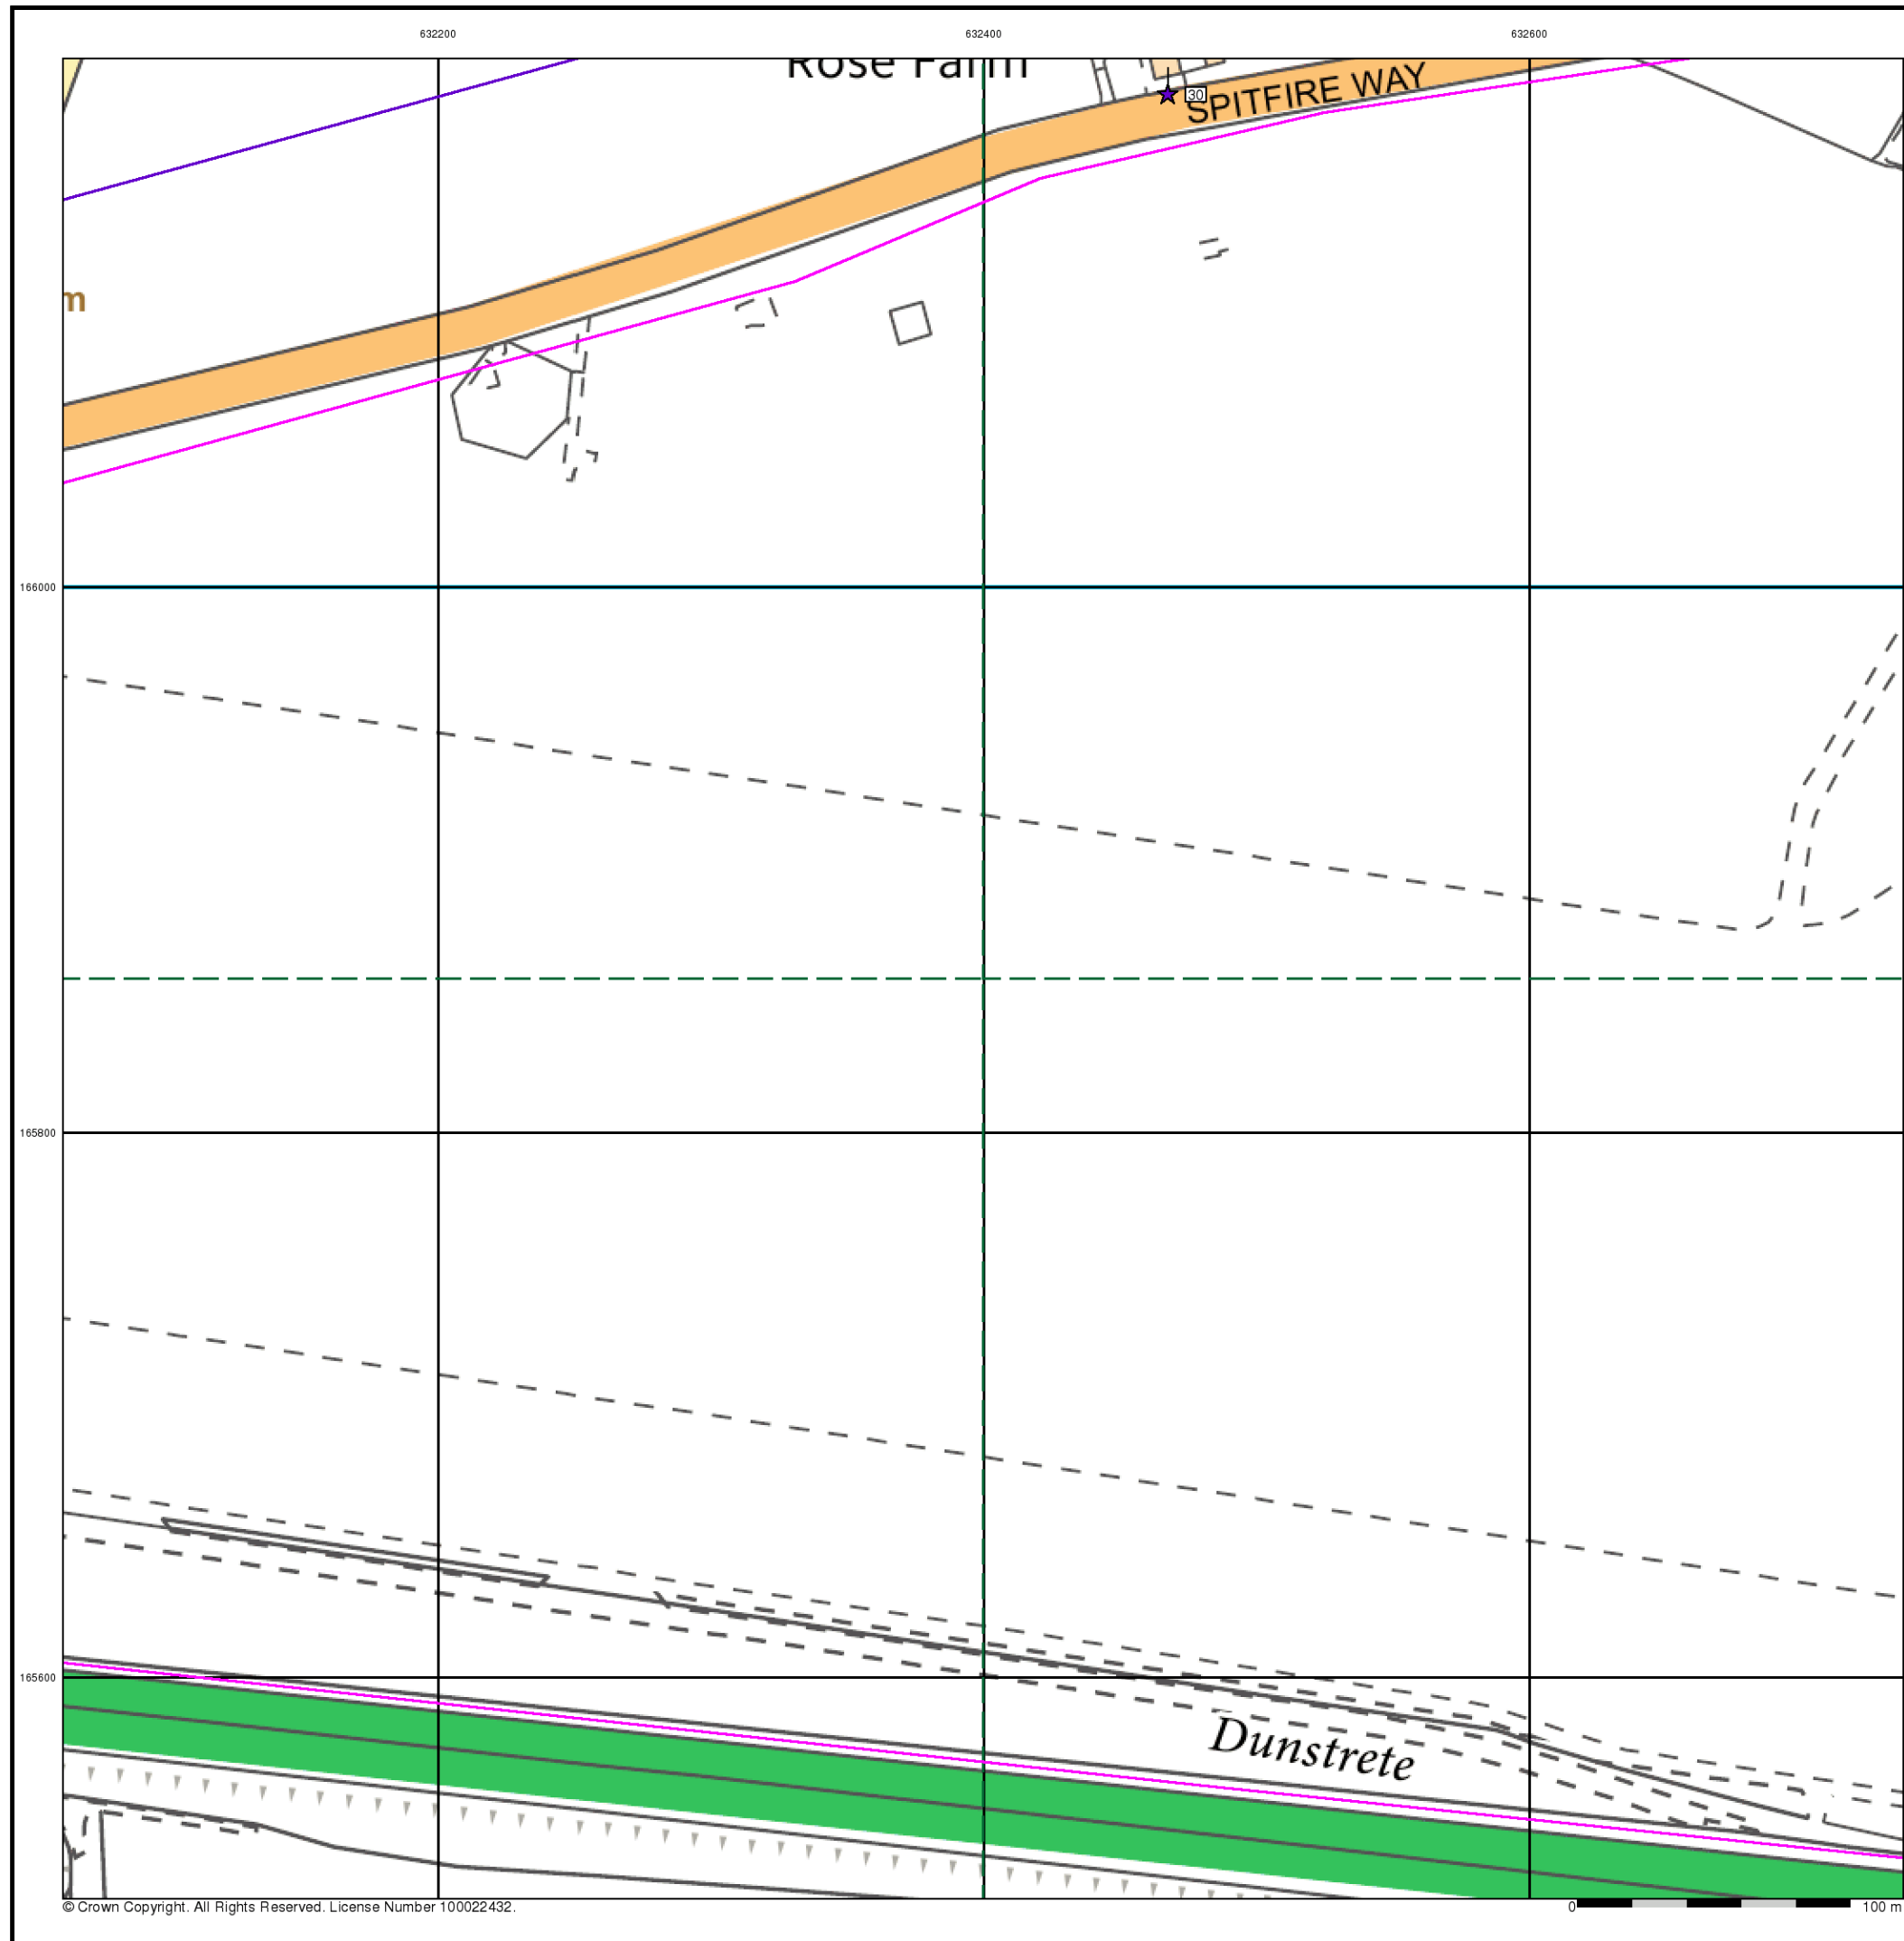 632200 632400 632600
Rose Farm
30
SPITFIRE WAY
m
166000
165800
165600
Dunstrete
© Crown Copyright. All Rights Reserved. License Number 100022432.
0 100 m